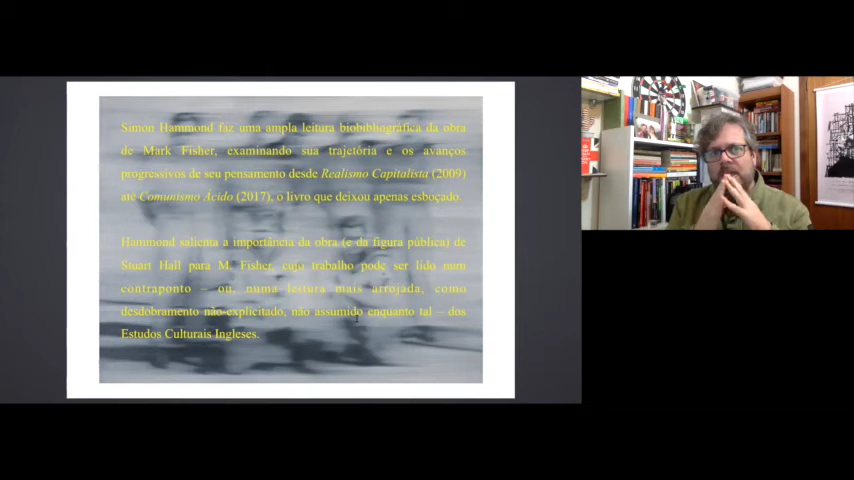 Simon Hammond faz uma ampla leitura biobibliográfica da obra
de Mark Fisher, examinando sua trajetória e os avanços
progressivos de seu pensamento desde Realismo Capitalista (2009)
até Comunismo Ácido (2017), o livro que deixou apenas esboçado.
Hammond salienta a importância da obra (e da figura pública) de
Stuart Hall para M. Fisher, cujo trabalho pode ser lido num
contraponto – ou, numa leitura mais arrojada, como
desdobramento não-explicitado, não assumido enquanto tal – dos
Estudos Culturais Ingleses.